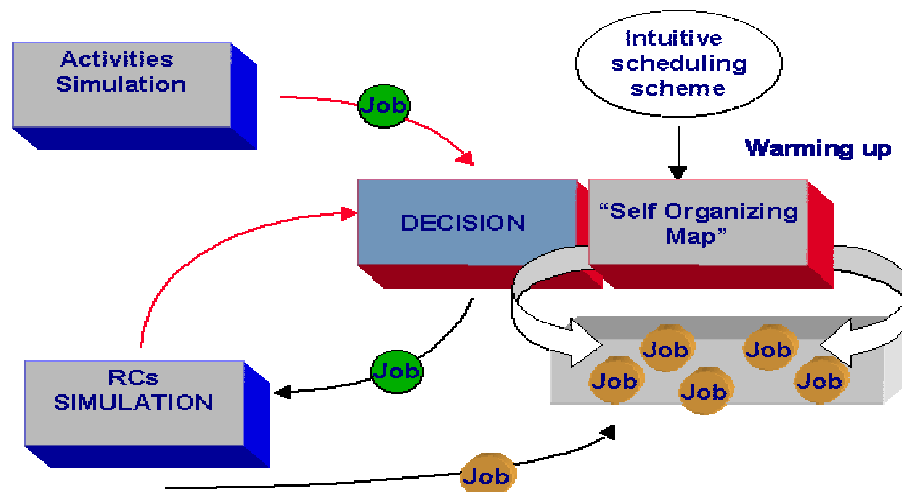 Activities
Simulation
Job
Intuitive
scheduling
scheme
Warming up
DECISION
“Self Organizing
Map”
RCs
SIMULATION
Job
Job
Job
Job
Job
Job
Job